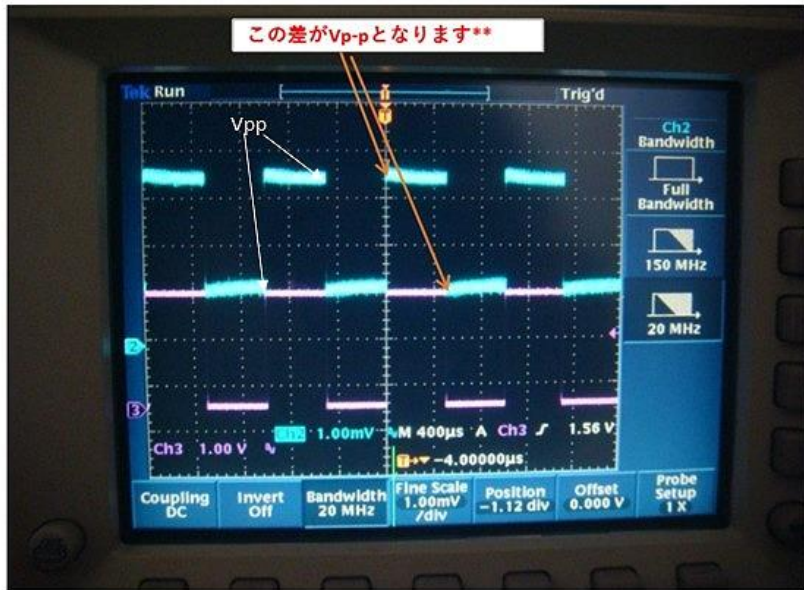 この差がVp-pとなります**
Tek Run
Trig'd
Vpp
Ch2
Bandwidth
Full
Bandwidth
150 MHz
20 MHz
2
3
Ch3 1.00 V
Ch2 1.00mV
M 400µs A Ch3 1.56 V
-4.00000µs
Coupling
DC
Invert
Off
Bandwidth
20 MHz
Fine Scale
1.00mV
/div
Position
-1.12 div
Offset
0.000 V
Probe
Setup
1 X